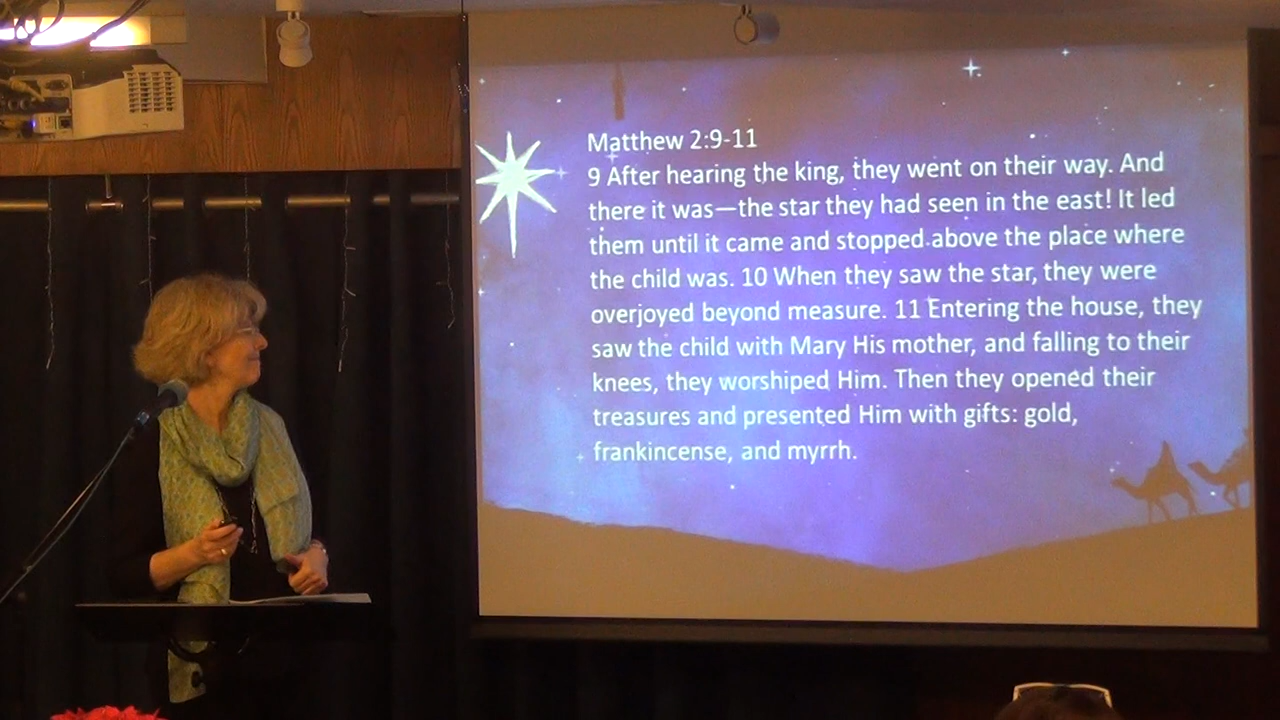 Matthew 2:9-11
9 After hearing the king, they went on their way. And
there it was—the star they had seen in the east! It led
them until it came and stopped above the place where
the child was. 10 When they saw the star, they were
overjoyed beyond measure. 11 Entering the house, they
saw the child with Mary His mother, and falling to their
knees, they worshiped Him. Then they opened their
treasures and presented Him with gifts: gold,
frankincense, and myrrh.